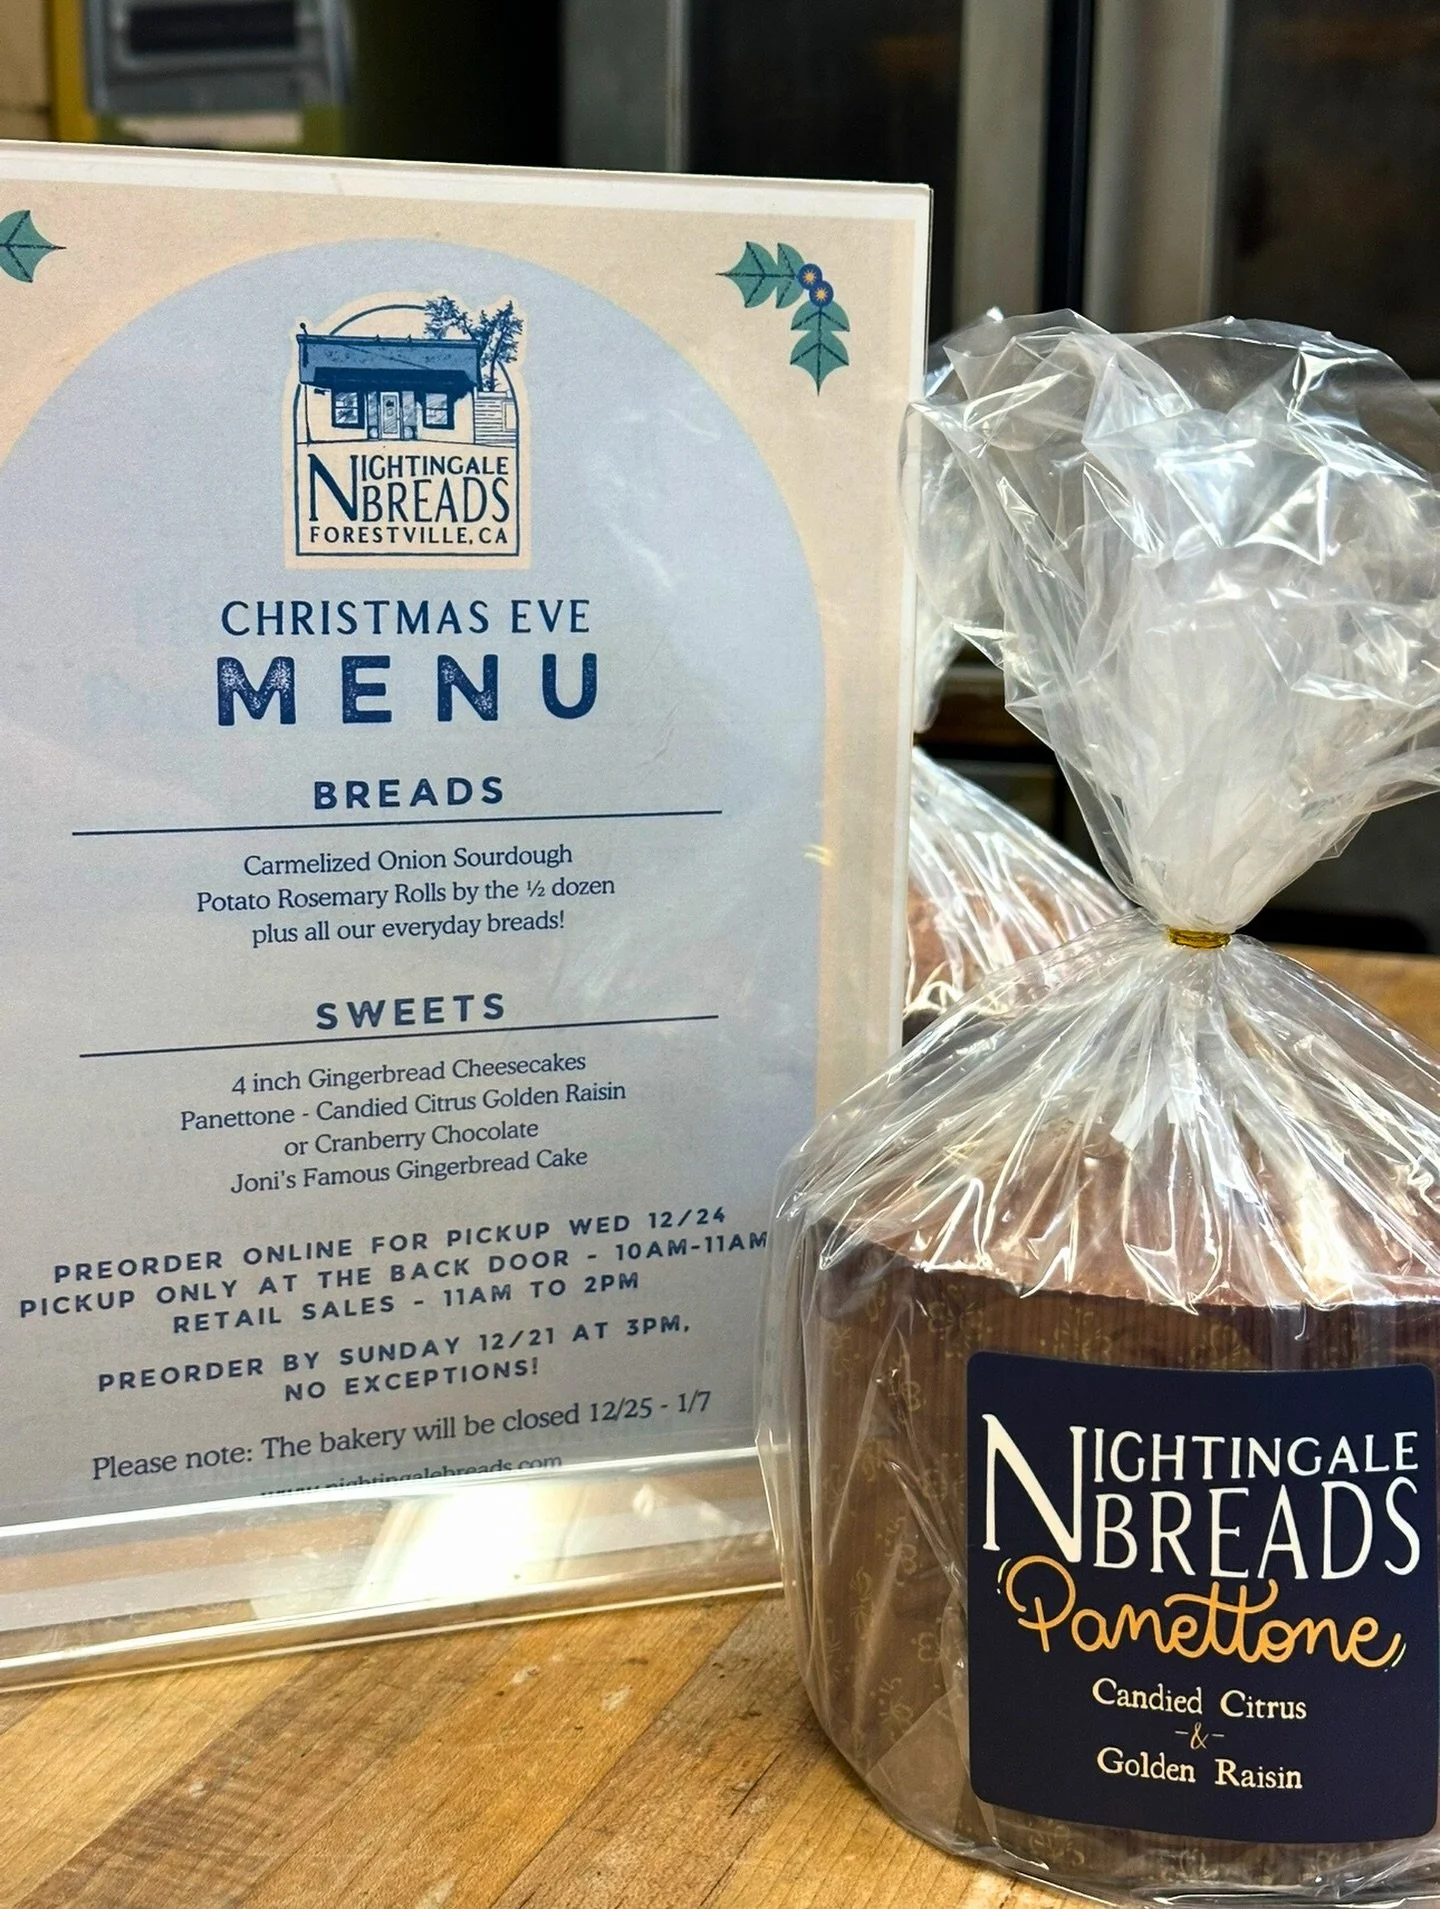 NIGHTINGALE
BREADS
FORESTVILLE, CA
CHRISTMAS EVE
MENU
BREADS
Carmelized Onion Sourdough
Potato Rosemary Rolls by the ½ dozen
plus all our everyday breads!
SWEETS
4 inch Gingerbread Cheesecakes
Panettone - Candied Citrus Golden Raisin
or Cranberry Chocolate
Joni's Famous Gingerbread Cake
PREORDER ONLINE FOR PICKUP WED 12/24
PICKUP ONLY AT THE BACK DOOR - 10AM-11AM
RETAIL SALES - 11AM TO 2PM
PREORDER BY SUNDAY 12/21 AT 3PM,
NO EXCEPTIONS!
Please note: The bakery will be closed 12/25 - 1/7
www.nightingalebreads.com
NIGHTINGALE
BREADS
Panettone
Candied Citrus
-&-
Golden Raisin